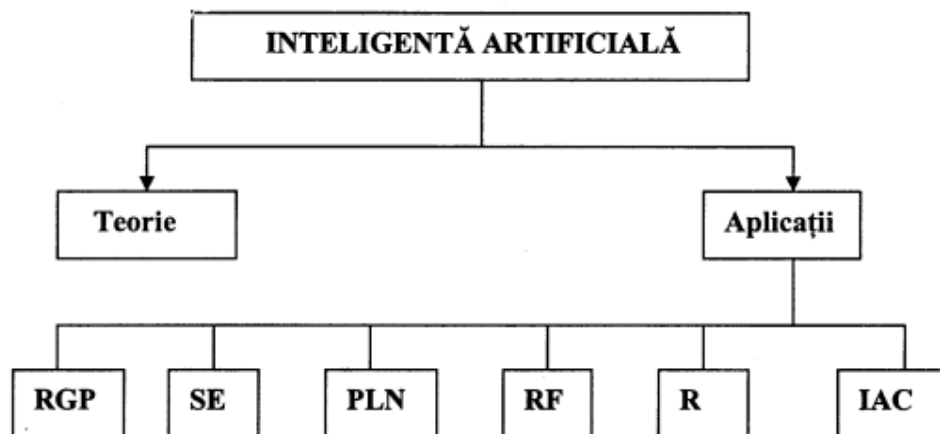 INTELIGENTĂ ARTIFICIALĂ
Teorie
Aplicații
RGP
SE
PLN
RF
R
IAC